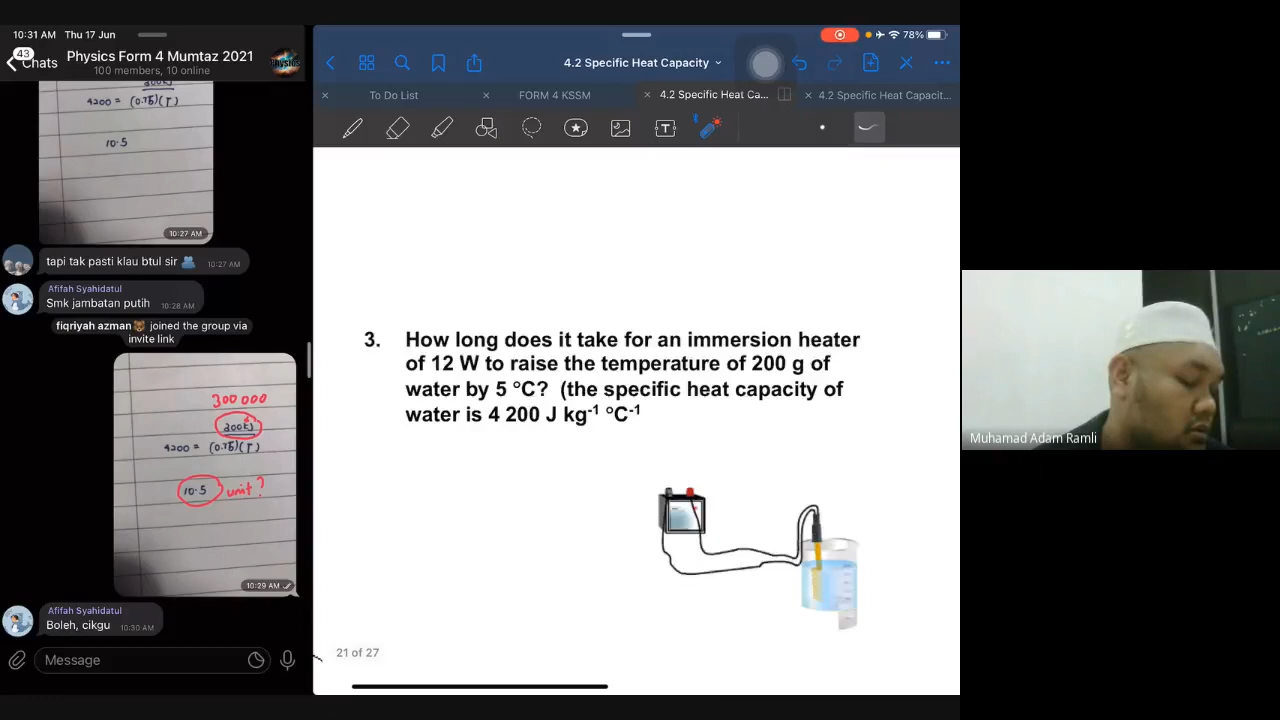 10:31 AM Thu 17 Jun
78%
43
Chats
Physics Form 4 Mumtaz 2021
100 members, 10 online
4200 = (0.75)(T)
10.5
10:27 AM
tapi tak pasti klau btul sir
10:27 AM
Afifah Syahidatul
Smk jambatan putih
10:28 AM
fiqriyah azman joined the group via
invite link
300 000
300kJ
4200 = (0.75)(T)
10.5 unit?
10:29 AM
Afifah Syahidatul
Boleh, cikgu
10:30 AM
Message
4.2 Specific Heat Capacity
To Do List
FORM 4 KSSM
4.2 Specific Heat Ca...
4.2 Specific Heat Capacit...
3. How long does it take for an immersion heater
of 12 W to raise the temperature of 200 g of
water by 5 °C? (the specific heat capacity of
water is 4 200 J kg⁻¹ °C⁻¹
21 of 27
Muhamad Adam Ramli